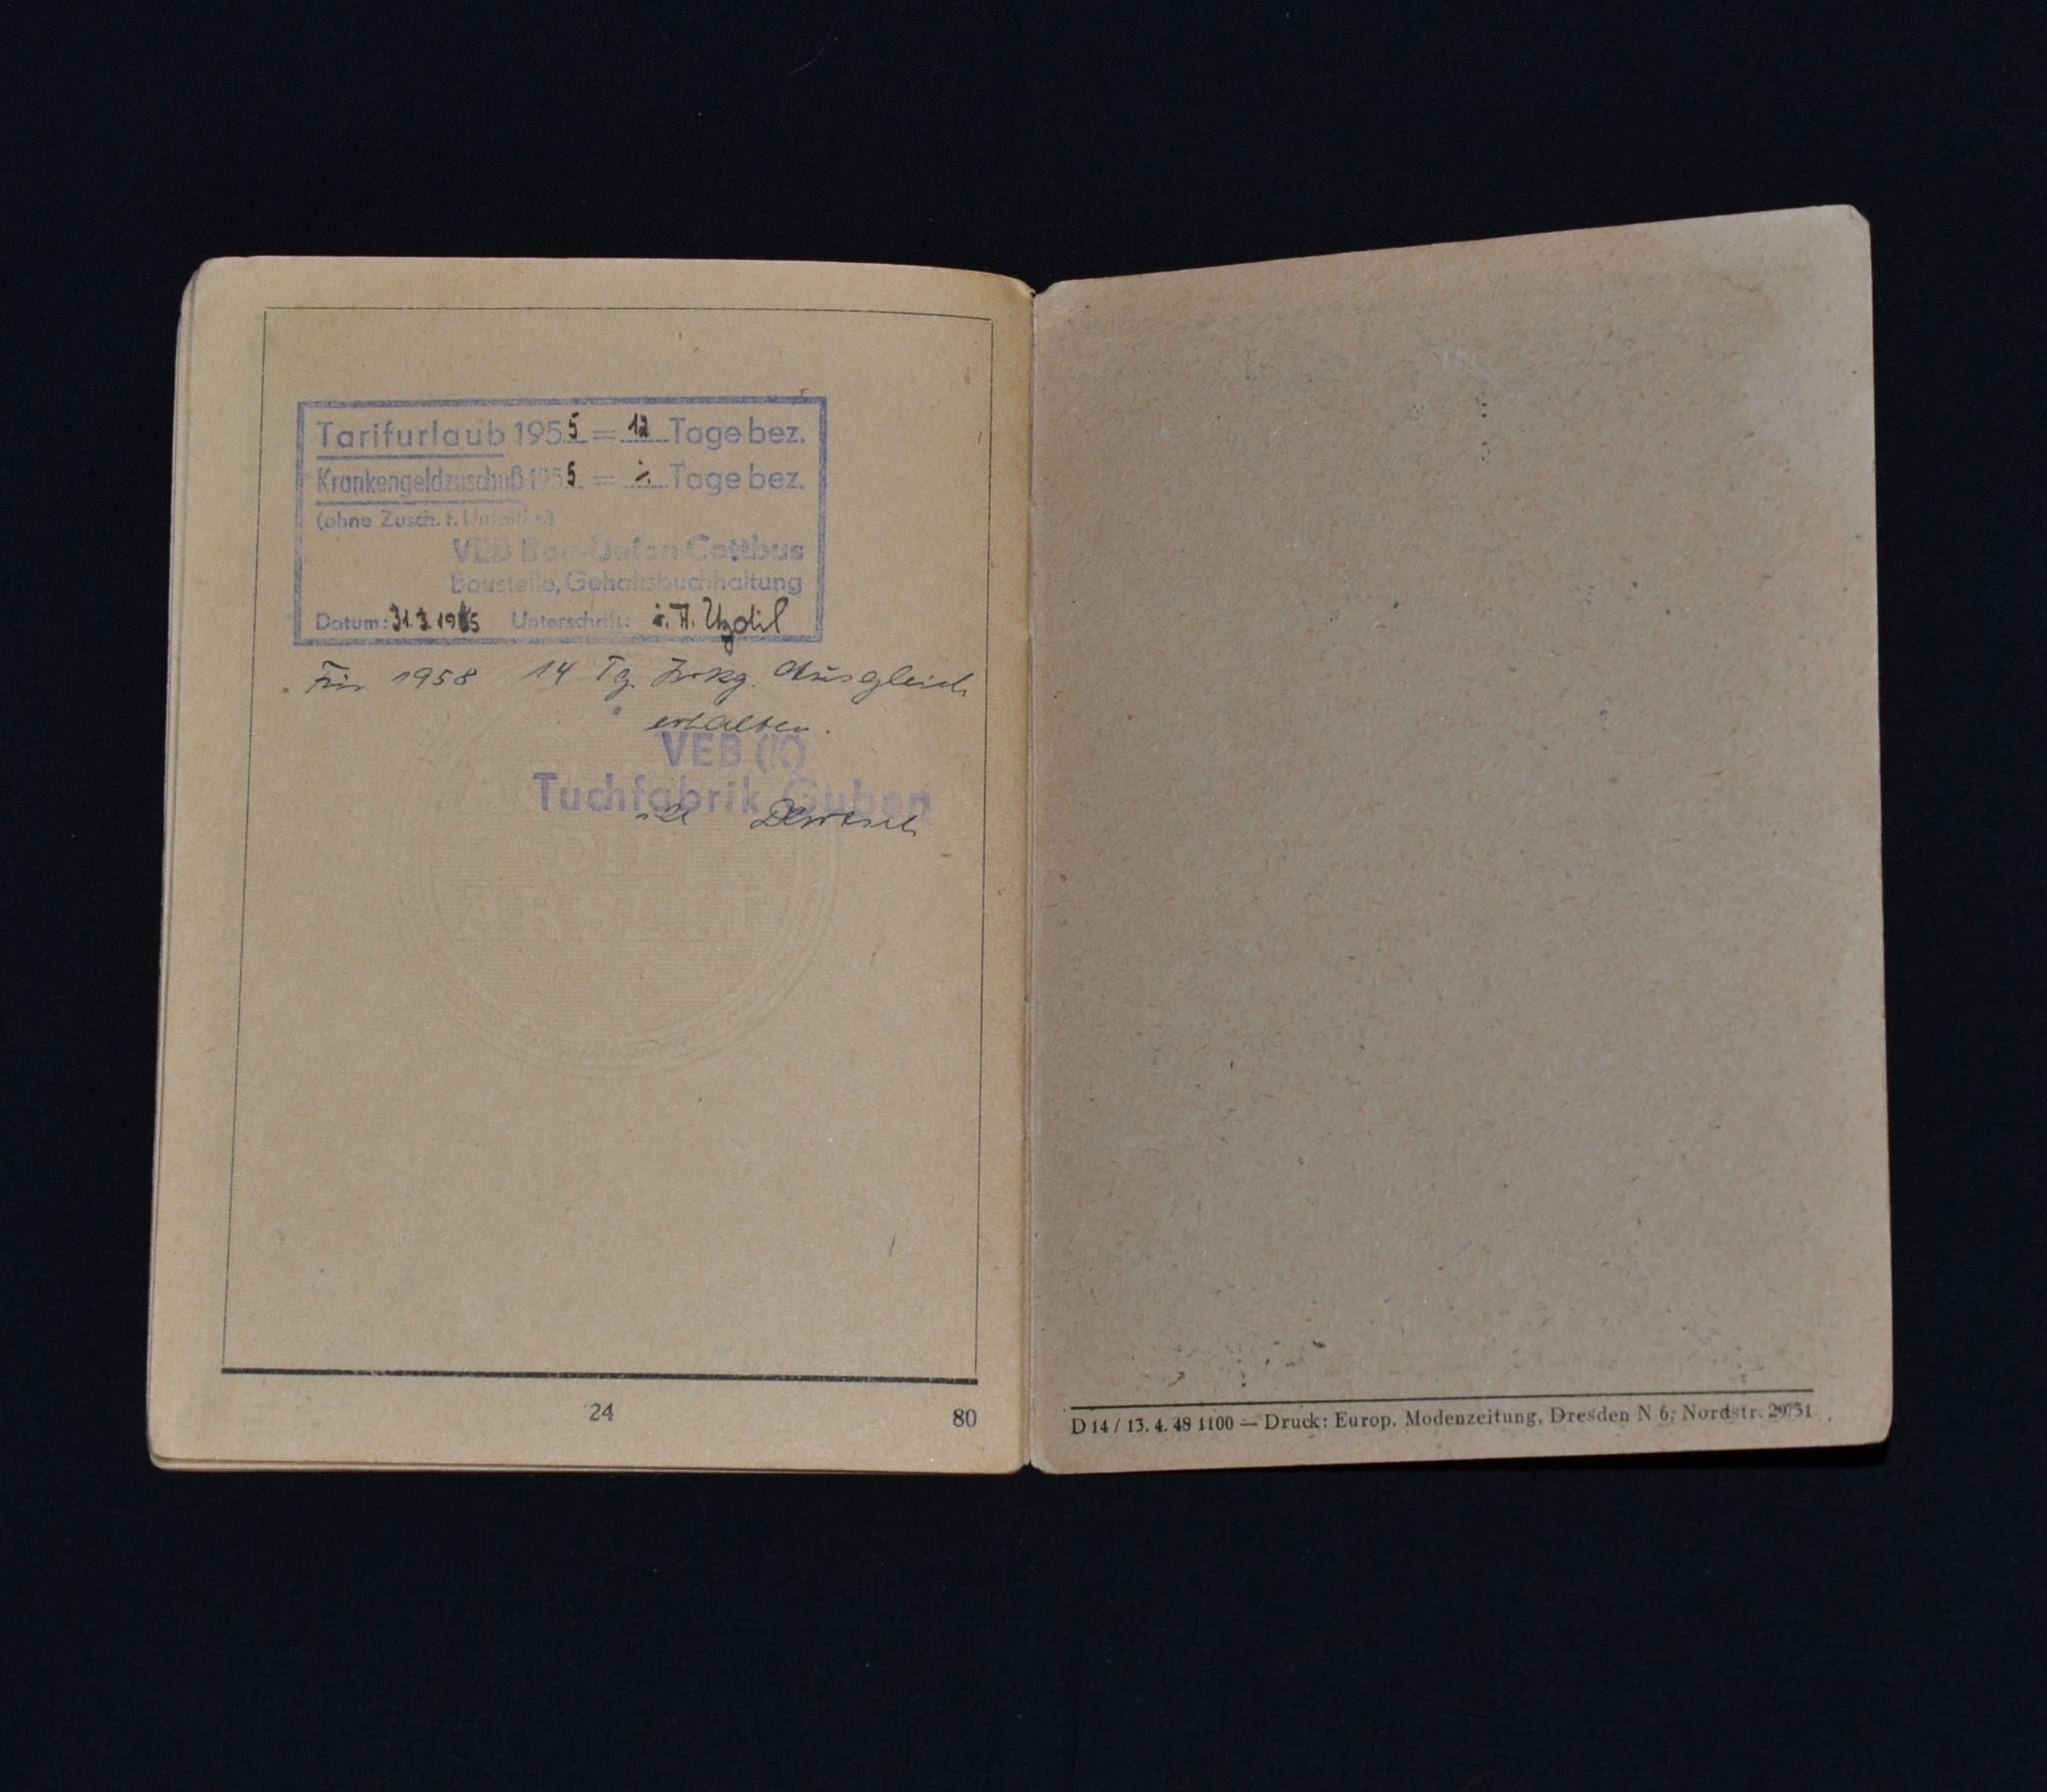 Tarifurlaub 1955 = 12 Tage bez.
Krankengeldzuschuß 1955 = ∴ Tage bez.
(ohne Zusch. f. Unfall)
VEB Bau-Union Cottbus
Baustelle, Gehaltsbuchhaltung
Datum: 31.3.1955 Unterschrift: i.A.
Für 1958 14 Tg. Ausgleich
erhalten.
VEB (K)
Tuchfabrik Guben
DIE
ARBEIT
24
80
D 14 / 13. 4. 48 1100 — Druck: Europ. Modenzeitung, Dresden N 6, Nordstr. 29/31